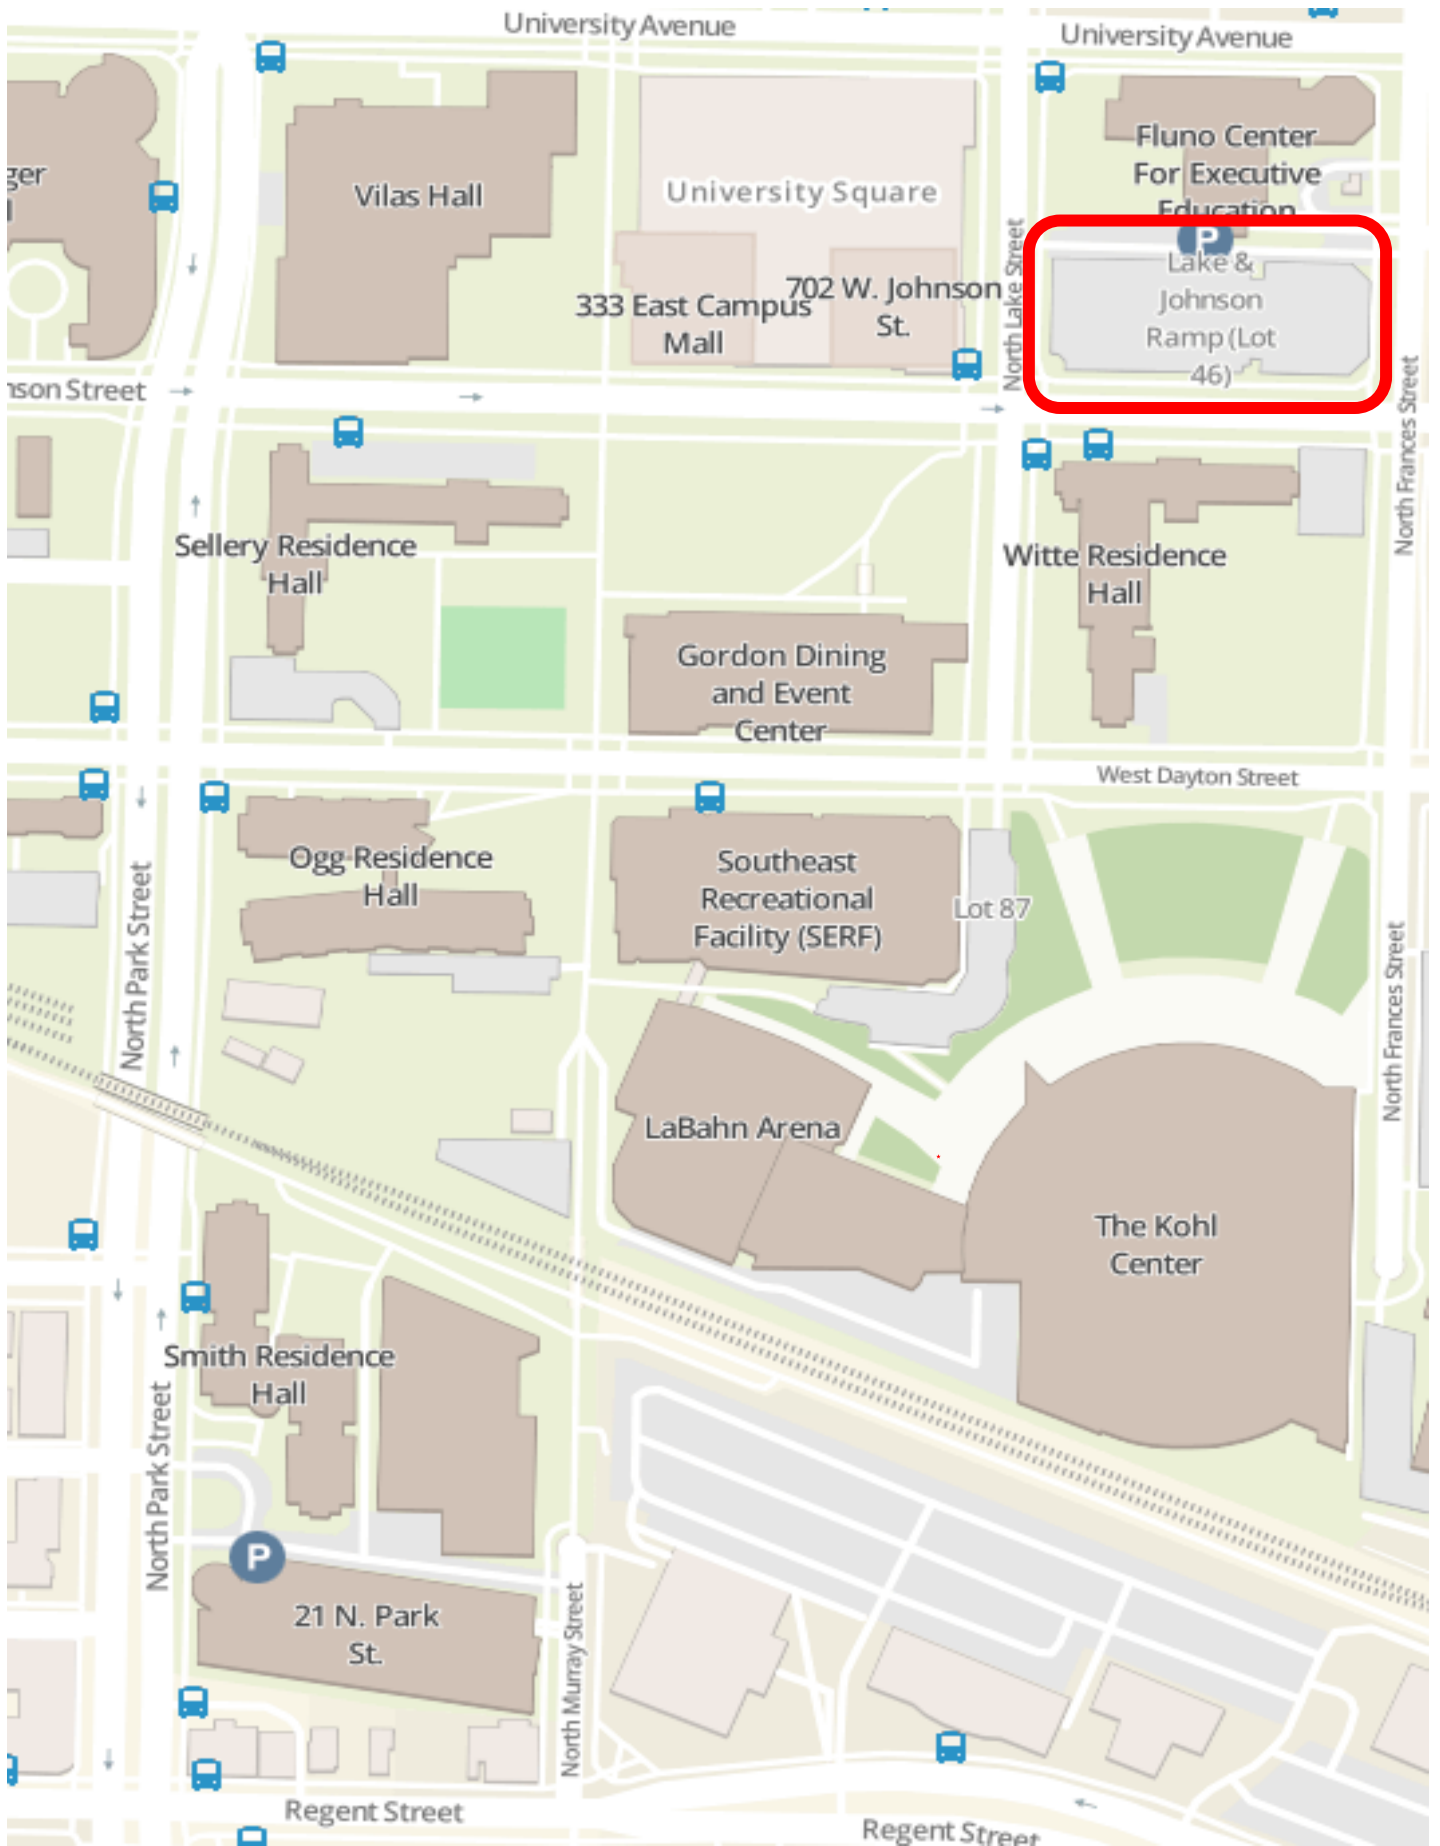 University Avenue
University Avenue
Fluno Center
For Executive
Education
ger
Vilas Hall
University Square
P
Lake &
Johnson
Ramp (Lot
46)
North Lake Street
702 W. Johnson
St.
333 East Campus
Mall
nson Street
North Frances Street
Sellery Residence
Hall
Witte Residence
Hall
Gordon Dining
and Event
Center
West Dayton Street
Ogg Residence
Hall
Southeast
Recreational
Facility (SERF)
Lot 87
North Park Street
North Frances Street
LaBahn Arena
The Kohl
Center
Smith Residence
Hall
North Park Street
P
21 N. Park
St.
North Murray Street
Regent Street
Regent Street